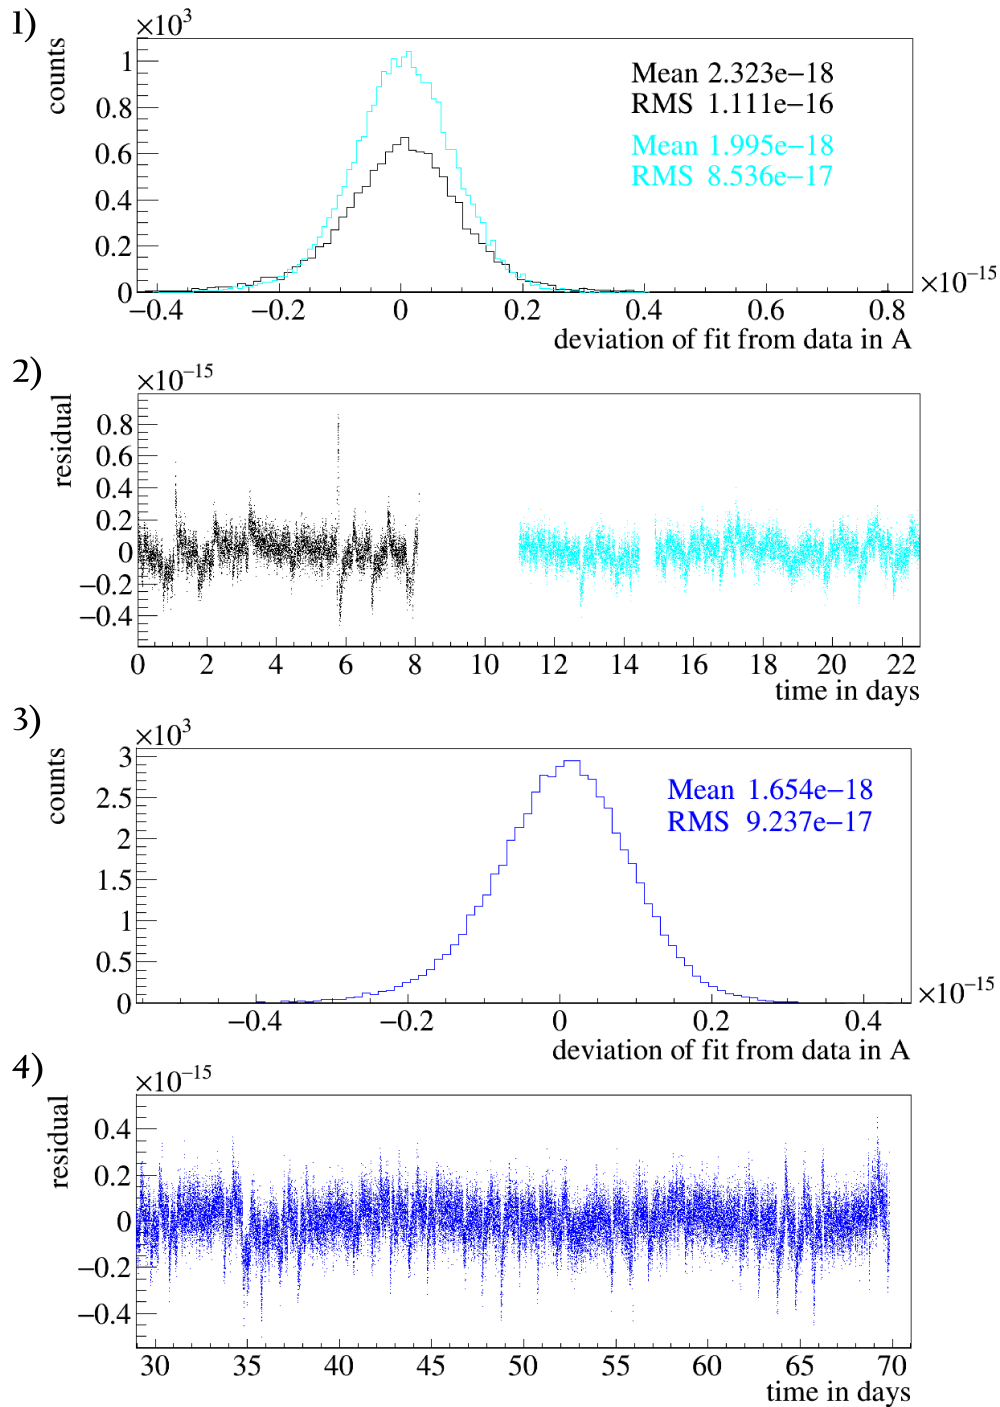 1)
×10³
counts
1
0.8
0.6
0.4
0.2
0
Mean 2.323e−18
RMS 1.111e−16
Mean 1.995e−18
RMS 8.536e−17
−0.4 −0.2 0 0.2 0.4 0.6 0.8
×10⁻¹⁵
deviation of fit from data in A
2)
×10⁻¹⁵
residual
0.8
0.6
0.4
0.2
0
−0.2
−0.4
0 2 4 6 8 10 12 14 16 18 20 22
time in days
3)
×10³
counts
3
2.5
2
1.5
1
0.5
0
Mean 1.654e−18
RMS 9.237e−17
−0.4 −0.2 0 0.2 0.4
×10⁻¹⁵
deviation of fit from data in A
4)
×10⁻¹⁵
residual
0.4
0.2
0
−0.2
−0.4
30 35 40 45 50 55 60 65 70
time in days